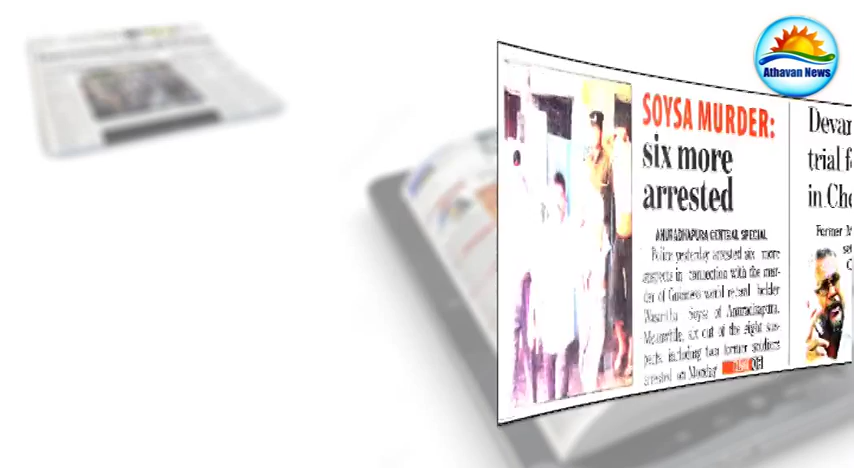 Athavan News
SOYSA MURDER:
six more
arrested
ANURADHAPURA CENTRAL SPECIAL
Police yesterday arrested six more
suspects in connection with the mur-
der of Guinness world record holder
Wasantha Soysa of Anuradhapura.
Meanwhile, six out of the eight sus-
pects, including two former soldiers
arrested on Monday
Devan
trial f
in Che
Former M